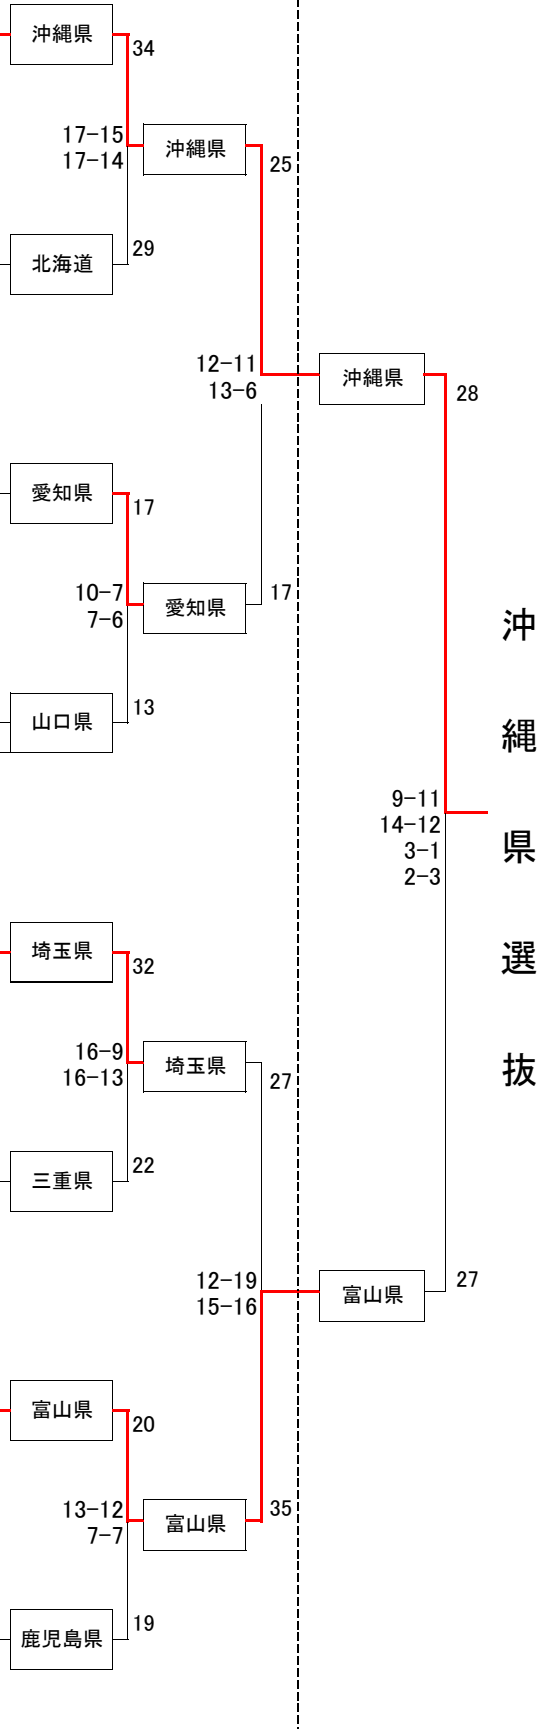 沖縄県
34
17-15
17-14
沖縄県
25
北海道
29
12-11
13-6
沖縄県
28
愛知県
17
10-7
7-6
愛知県
17
山口県
13
沖縄県選抜
9-11
14-12
3-1
2-3
埼玉県
32
16-9
16-13
埼玉県
27
三重県
22
12-19
15-16
富山県
27
富山県
20
13-12
7-7
富山県
35
鹿児島県
19